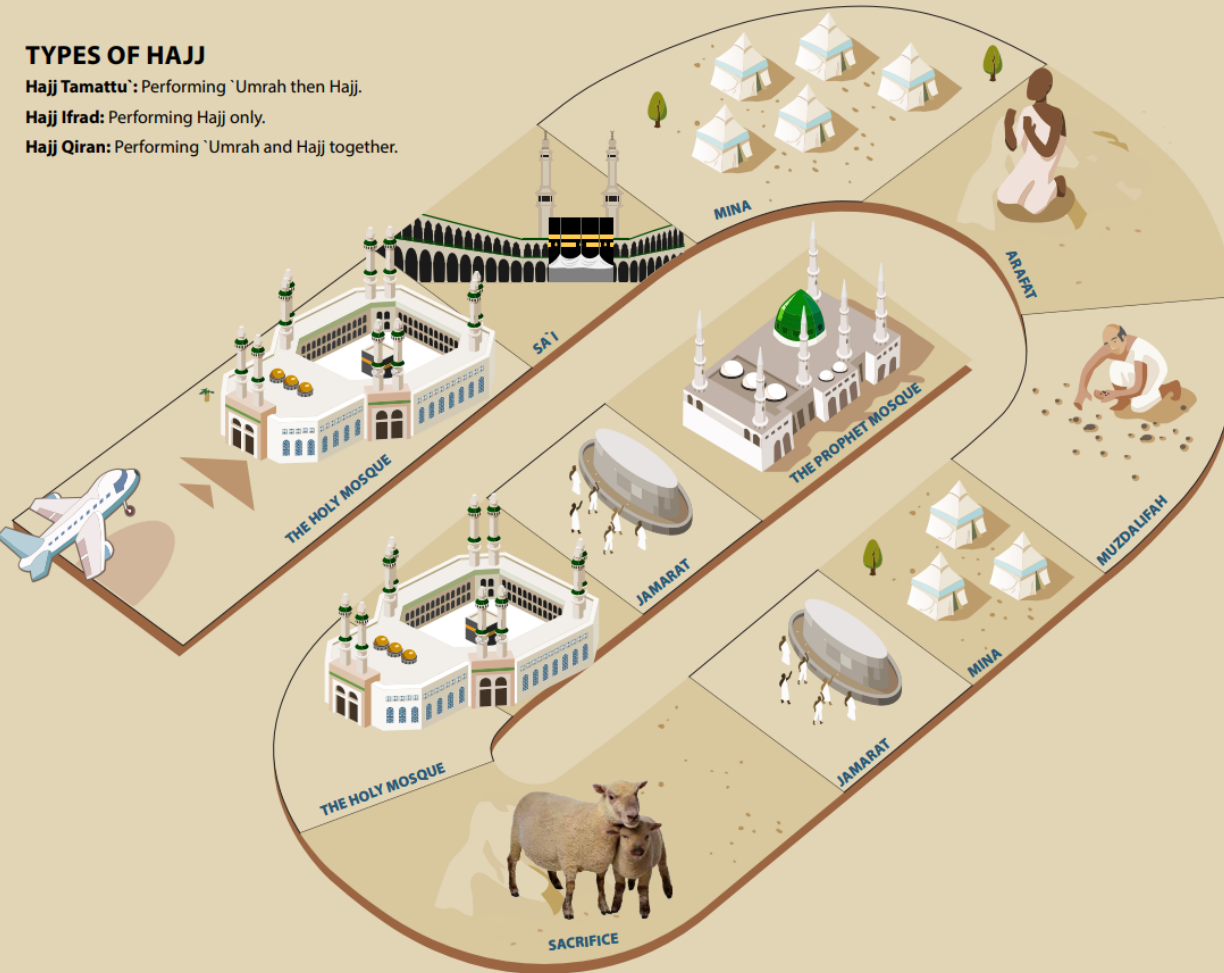 TYPES OF HAJJ
Hajj Tamattu`: Performing `Umrah then Hajj.
Hajj Ifrad: Performing Hajj only.
Hajj Qiran: Performing `Umrah and Hajj together.
THE HOLY MOSQUE
SA`I
MINA
ARAFAT
MUZDALIFAH
MINA
JAMARAT
SACRIFICE
THE HOLY MOSQUE
JAMARAT
THE PROPHET MOSQUE